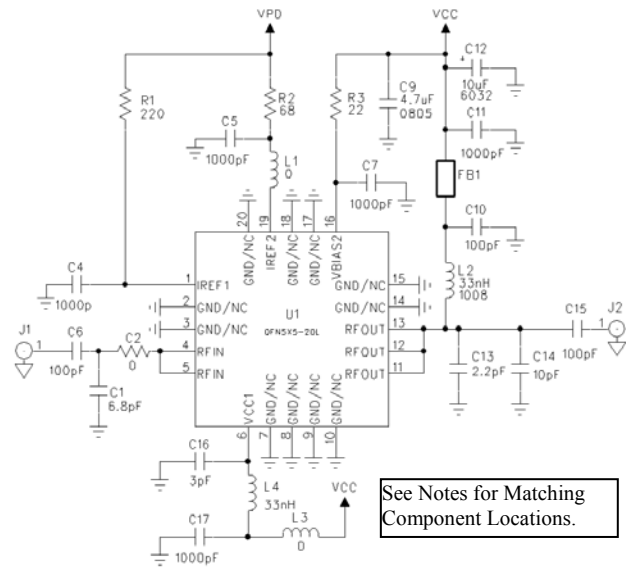 VPD
VCC
R1
220
R2
68
C5
1000pF
L1
0
R3
22
C9
4.7uF
0805
+
C12
10uF
6032
C11
1000pF
FB1
C7
1000pF
C10
100pF
L2
33nH
1008
20
19
18
17
16
GND/NC
IREF2
GND/NC
GND/NC
VBIAS2
C4
1000p
1
IREF1
2
GND/NC
3
GND/NC
4
RFIN
5
RFIN
U1
QFN5X5-20L
GND/NC
15
GND/NC
14
RFOUT
13
RFOUT
12
RFOUT
11
J1
1
C6
100pF
C2
0
C1
6.8pF
C15
100pF
1
J2
C13
2.2pF
C14
10pF
VCC1
GND/NC
GND/NC
GND/NC
GND/NC
6
7
8
9
10
C16
3pF
L4
33nH
L3
0
VCC
C17
1000pF
See Notes for Matching
Component Locations.